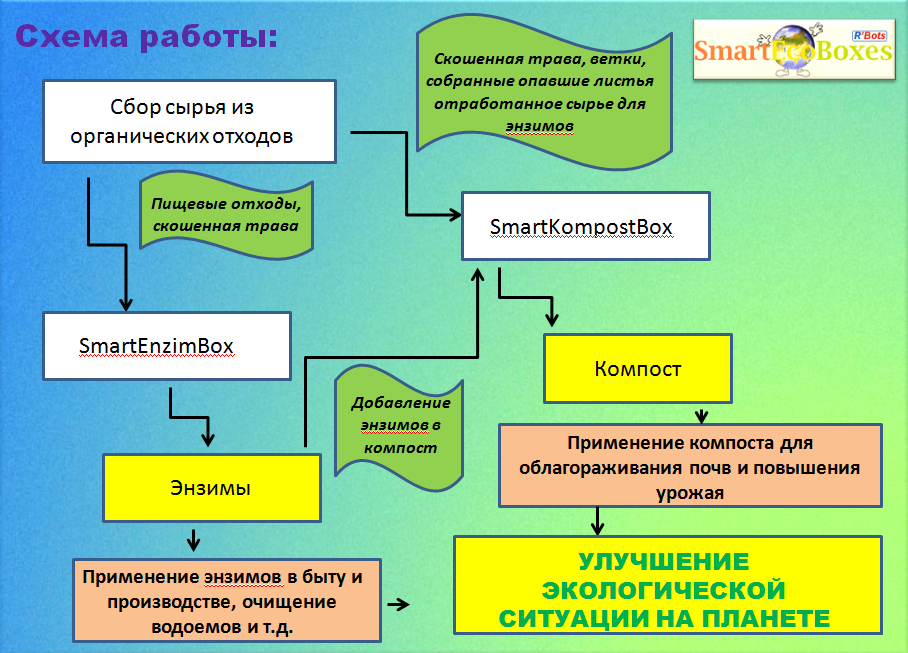 Схема работы:
R'Bots
SmartEcoBoxes
Скошенная трава, ветки,
собранные опавшие листья
отработанное сырье для
энзимов
Сбор сырья из
органических отходов
Пищевые отходы,
скошенная трава
SmartKompostBox
SmartEnzimBox
Компост
Добавление
энзимов в
компост
Применение компоста для
облагораживания почв и повышения
урожая
Энзимы
Применение энзимов в быту и
производстве, очищение
водоемов и т.д.
УЛУЧШЕНИЕ
ЭКОЛОГИЧЕСКОЙ
СИТУАЦИИ НА ПЛАНЕТЕ